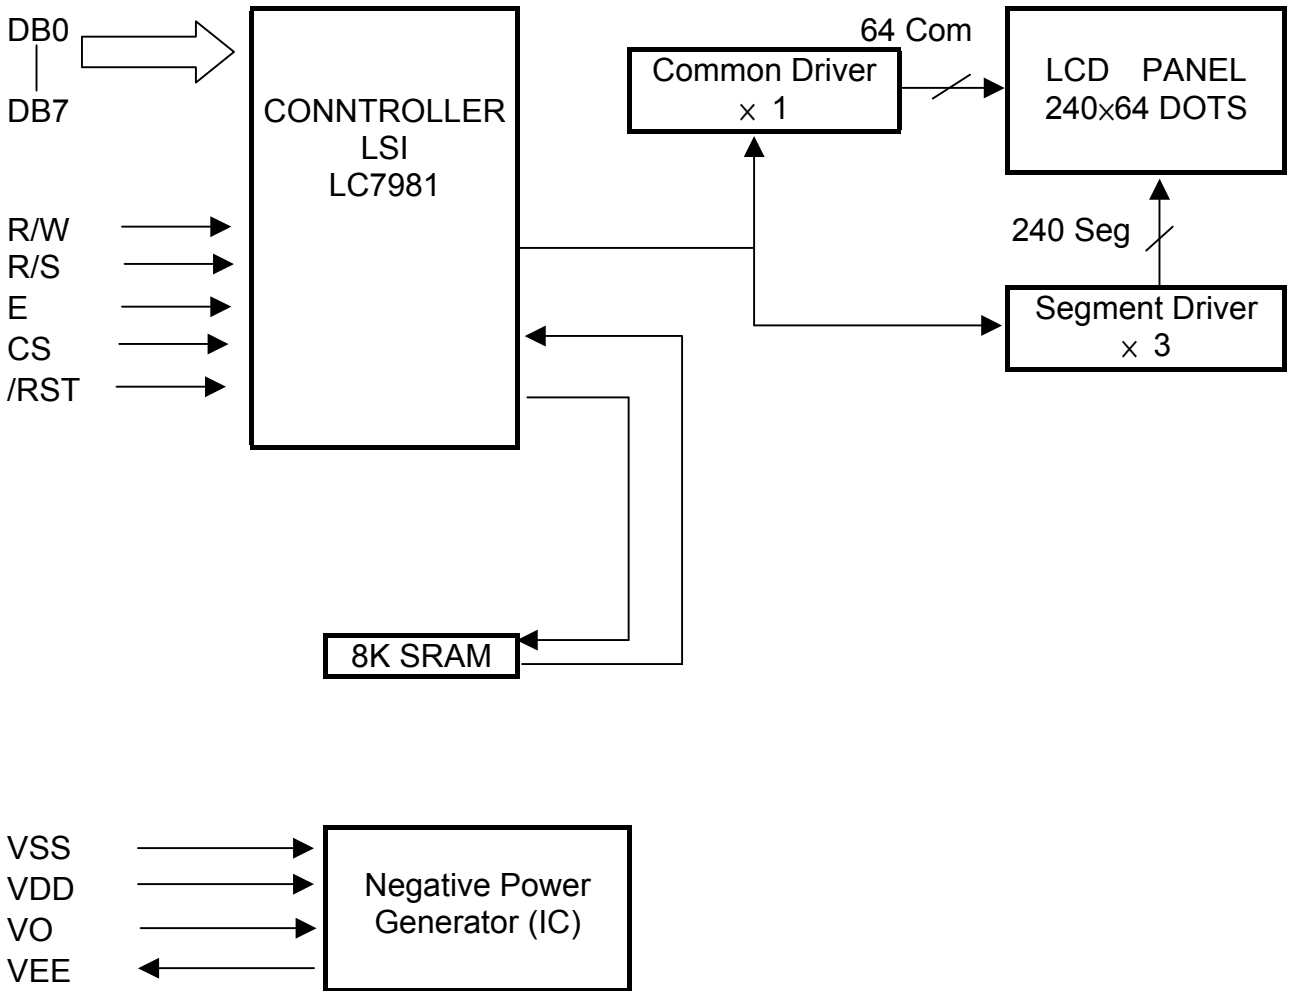 DB0
DB7
R/W
R/S
E
CS
/RST
CONNTROLLER
LSI
LC7981
64 Com
Common Driver
× 1
LCD PANEL
240×64 DOTS
240 Seg
Segment Driver
× 3
8K SRAM
VSS
VDD
VO
VEE
Negative Power
Generator (IC)